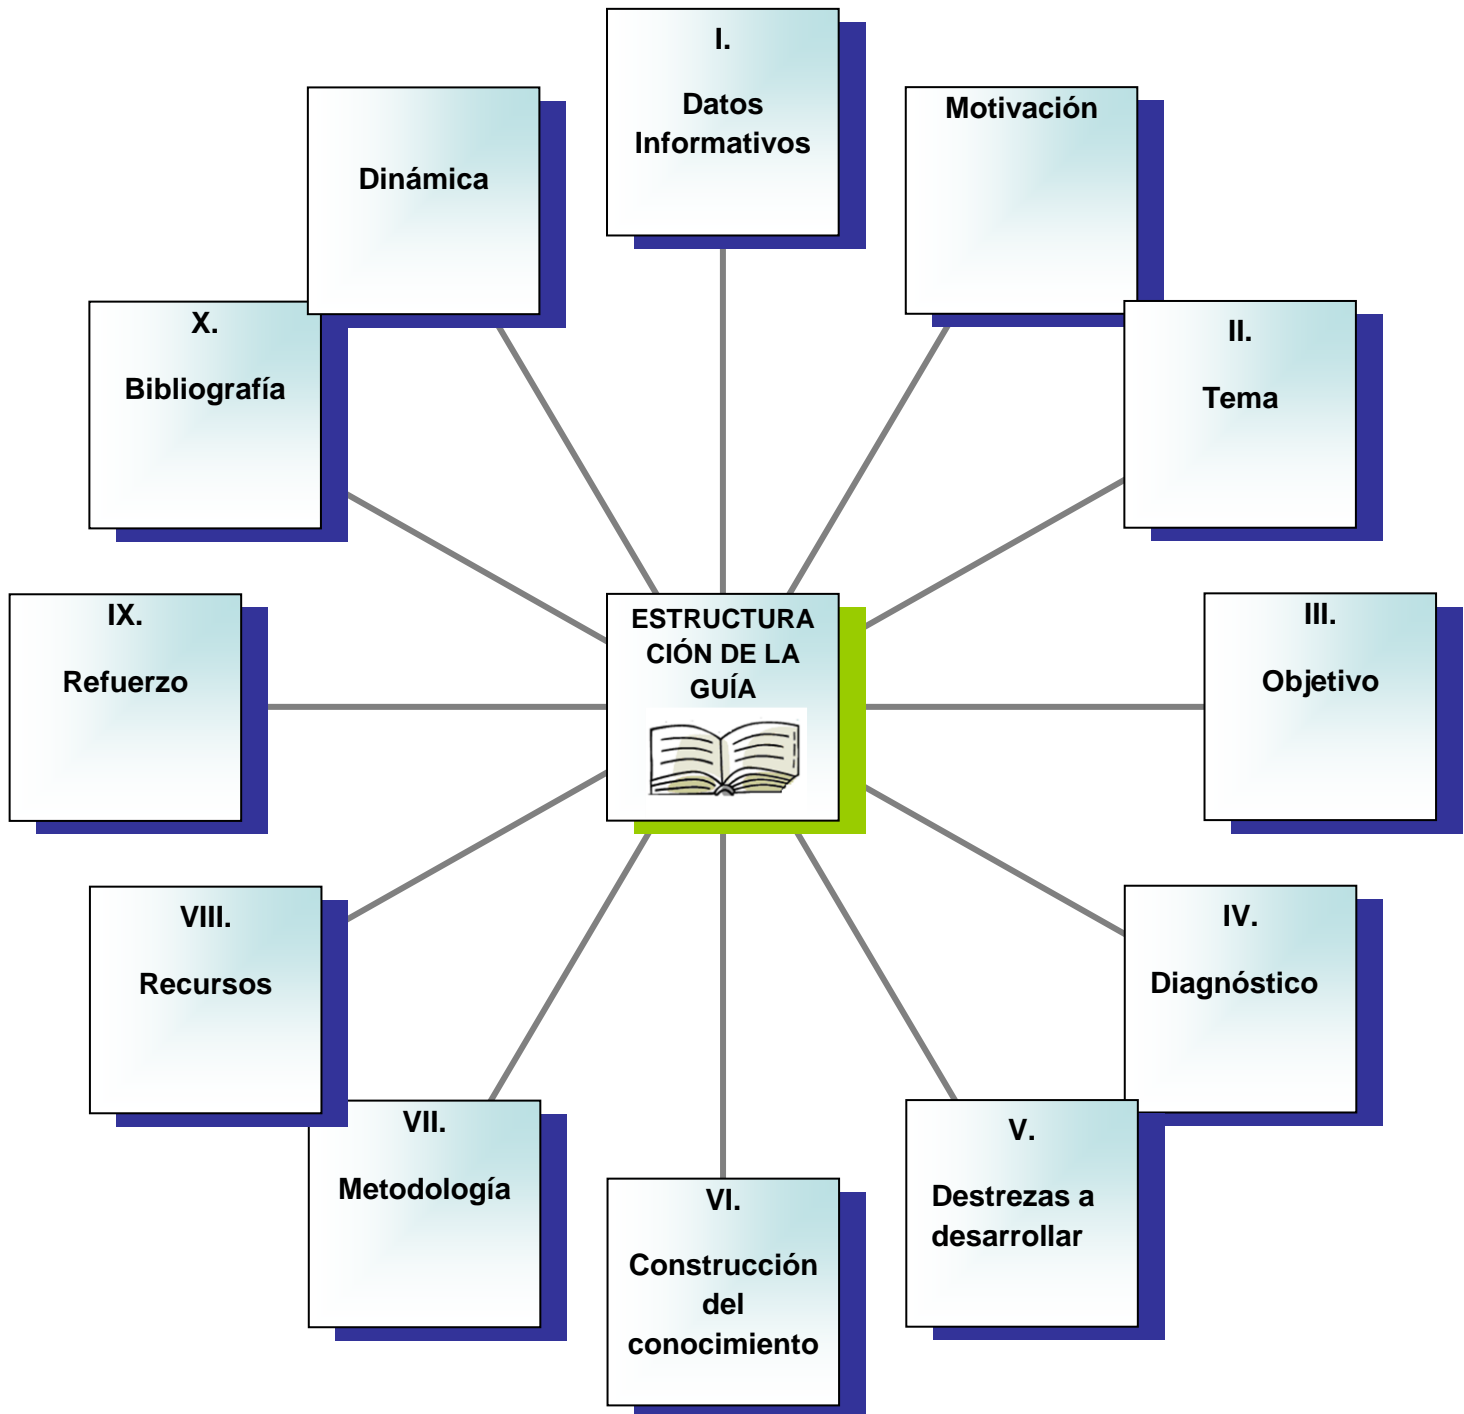 I.
Datos
Informativos
Motivación
II.
Tema
III.
Objetivo
IV.
Diagnóstico
V.
Destrezas a
desarrollar
VI.
Construcción
del
conocimiento
VII.
Metodología
VIII.
Recursos
IX.
Refuerzo
X.
Bibliografía
Dinámica
ESTRUCTURA
CIÓN DE LA
GUÍA